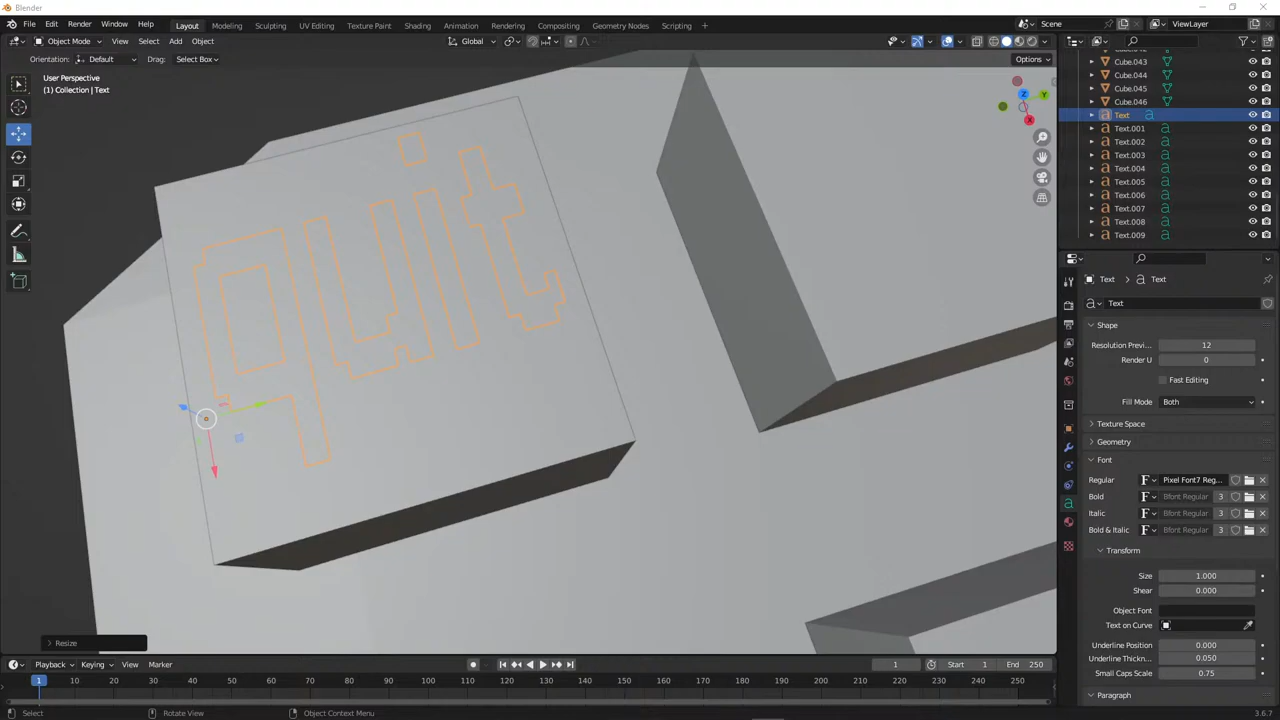 Blender
File Edit Render Window Help Layout Modeling Sculpting UV Editing Texture Paint Shading Animation Rendering Compositing Geometry Nodes Scripting + Scene ViewLayer
Object Mode View Select Add Object Global
Orientation: Default Drag: Select Box Options
User Perspective
(1) Collection | Text
Z Y X
quit
Resize
Cube.043
Cube.044
Cube.045
Cube.046
Text
Text.001
Text.002
Text.003
Text.004
Text.005
Text.006
Text.007
Text.008
Text.009
Text > Text
Text
Shape
Resolution Previ... 12
Render U 0
Fast Editing
Fill Mode Both
Texture Space
Geometry
Font
Regular Pixel Font7 Reg...
Bold Bfont Regular 3
Italic Bfont Regular 3
Bold & Italic Bfont Regular 3
Transform
Size 1.000
Shear 0.000
Object Font
Text on Curve
Underline Position 0.000
Underline Thickn... 0.050
Small Caps Scale 0.75
Paragraph
Playback Keying View Marker 1 Start 1 End 250
1 10 20 30 40 50 60 70 80 90 100 110 120 130 140 150 160 170 180 190 200 210 220 230 240 250
Select Rotate View Object Context Menu 3.6.7